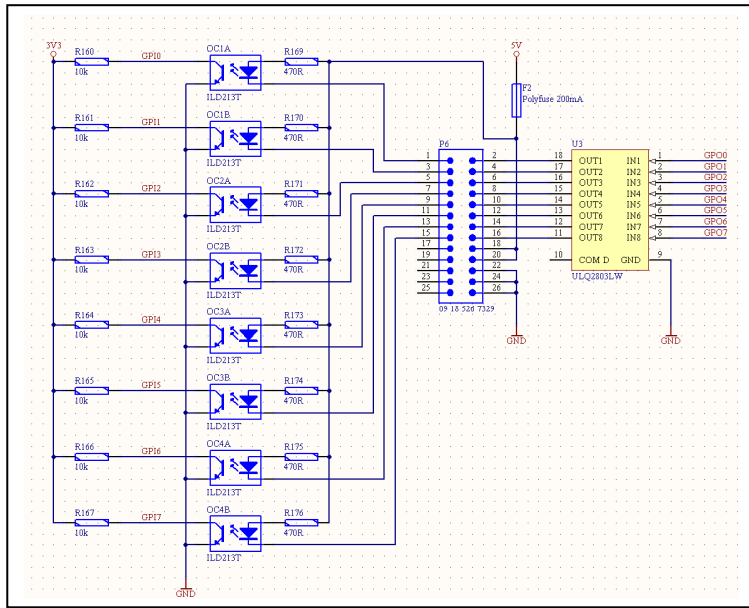 3V3
R160
10k
GPI0
OC1A
ILD213T
R169
470R
R161
10k
GPI1
OC1B
ILD213T
R170
470R
R162
10k
GPI2
OC2A
ILD213T
R171
470R
R163
10k
GPI3
OC2B
ILD213T
R172
470R
R164
10k
GPI4
OC3A
ILD213T
R173
470R
R165
10k
GPI5
OC3B
ILD213T
R174
470R
R166
10k
GPI6
OC4A
ILD213T
R175
470R
R167
10k
GPI7
OC4B
ILD213T
R176
470R
GND
5V
F2
Polyfuse 200mA
P6
1 2
3 4
5 6
7 8
9 10
11 12
13 14
15 16
17 18
19 20
21 22
23 24
25 26
09 18 526 7329
GND
U3
18 OUT1 IN1 1 GPO0
17 OUT2 IN2 2 GPO1
16 OUT3 IN3 3 GPO2
15 OUT4 IN4 4 GPO3
14 OUT5 IN5 5 GPO4
13 OUT6 IN6 6 GPO5
12 OUT7 IN7 7 GPO6
11 OUT8 IN8 8 GPO7
10 COM D GND 9
ULQ2803LW
GND